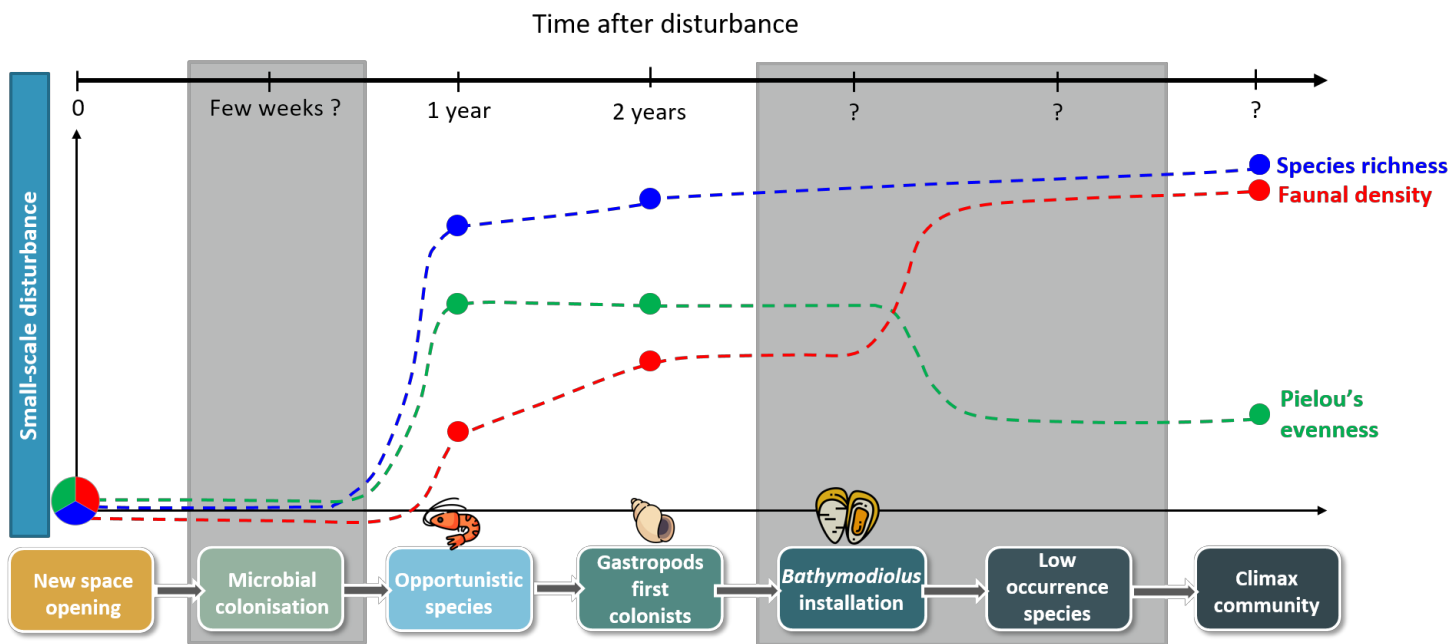 Time after disturbance
Small-scale disturbance
0
Few weeks ?
1 year
2 years
?
?
?
Species richness
Faunal density
Pielou's
evenness
New space
opening
Microbial
colonisation
Opportunistic
species
Gastropods
first
colonists
Bathymodiolus
installation
Low
occurrence
species
Climax
community